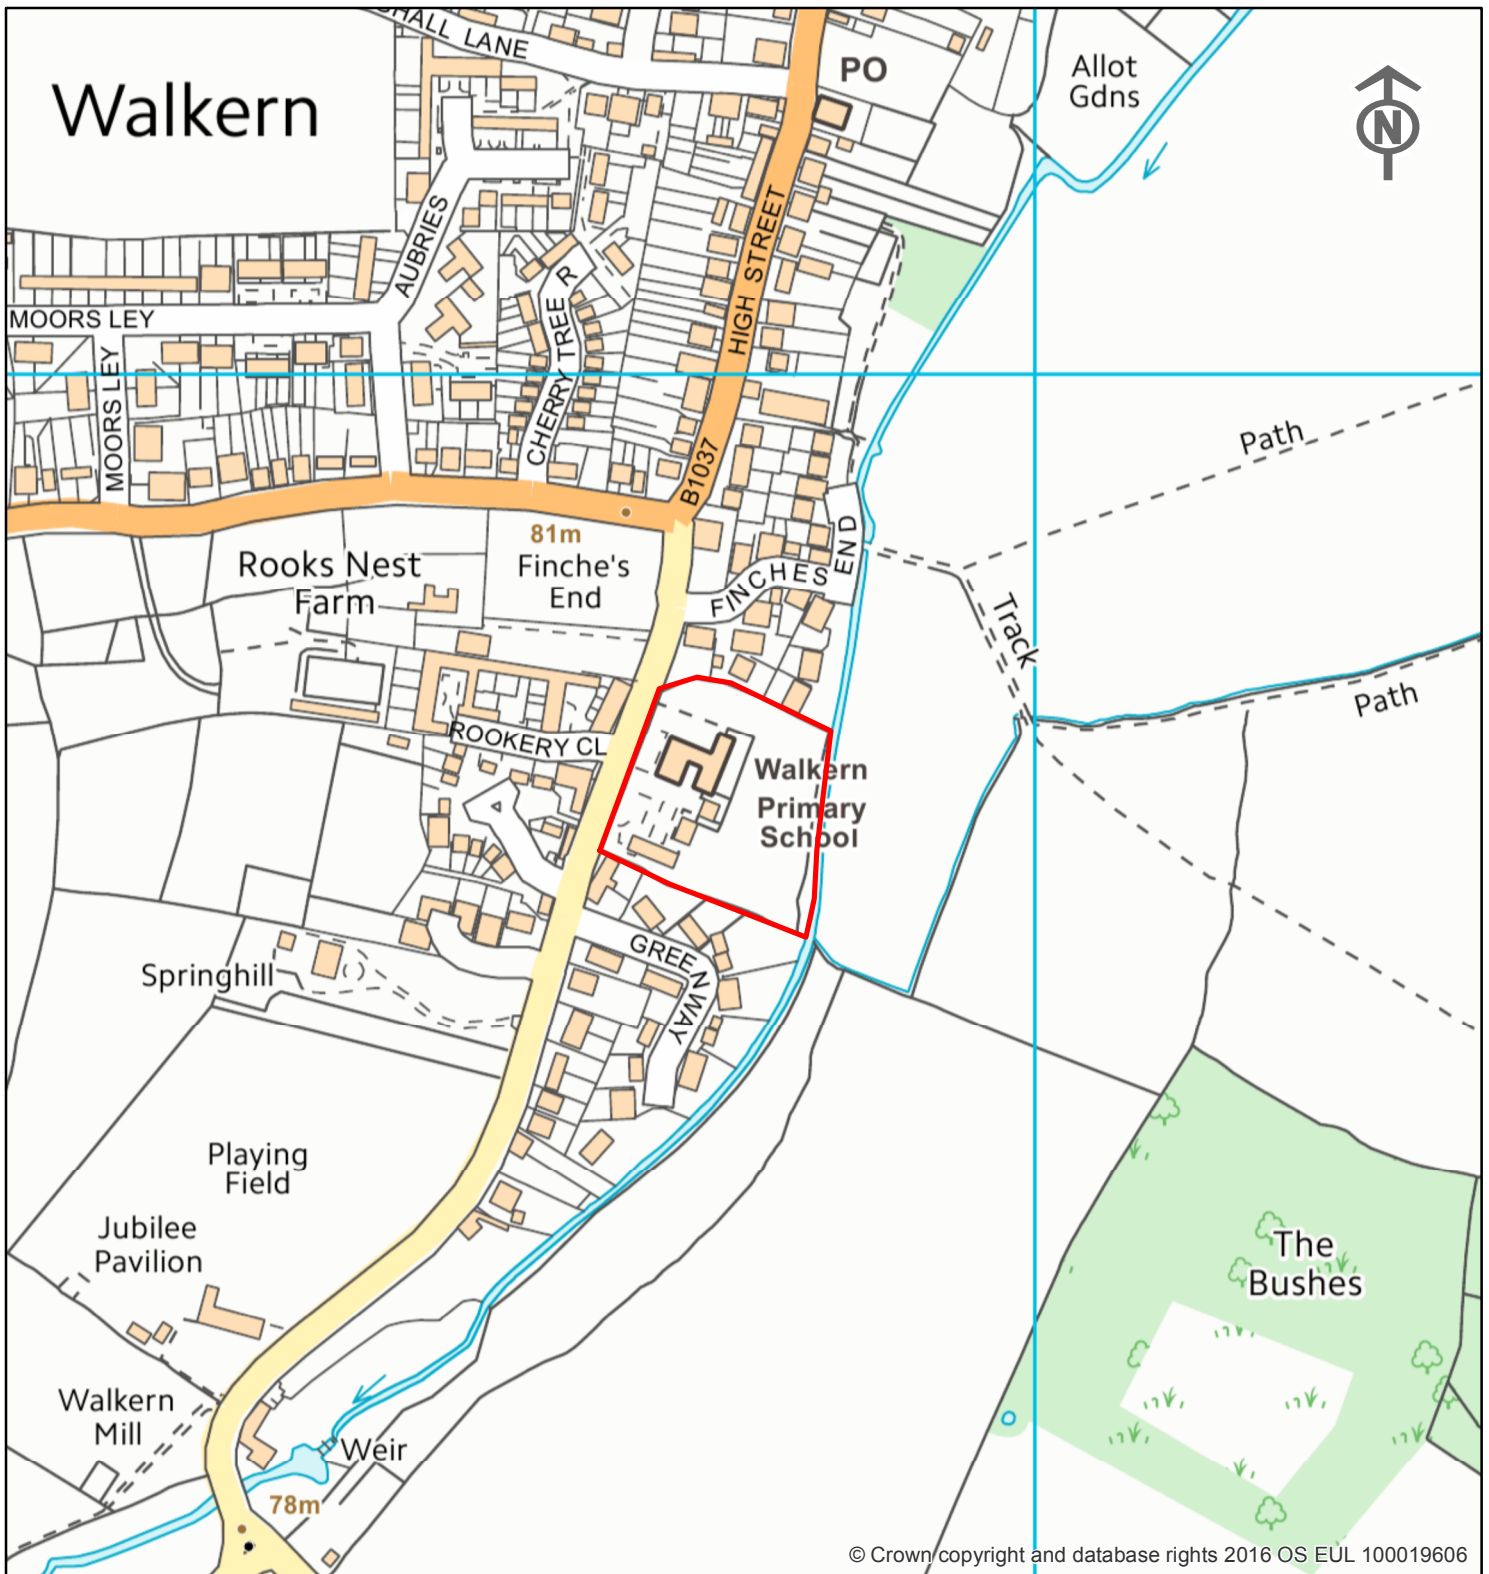 SHALL LANE
PO
Allot
Gdns
Walkern
N
AUBRIES
HIGH STREET
CHERRY TREE R
MOORS LEY
MOORS LEY
B1037
Path
81m
Finche's
End
FINCHES END
Rooks Nest
Farm
Track
Path
ROOKERY CL
Walkern
Primary
School
GREENWAY
Springhill
Playing
Field
Jubilee
Pavilion
The
Bushes
Walkern
Mill
Weir
78m
© Crown copyright and database rights 2016 OS EUL 100019606